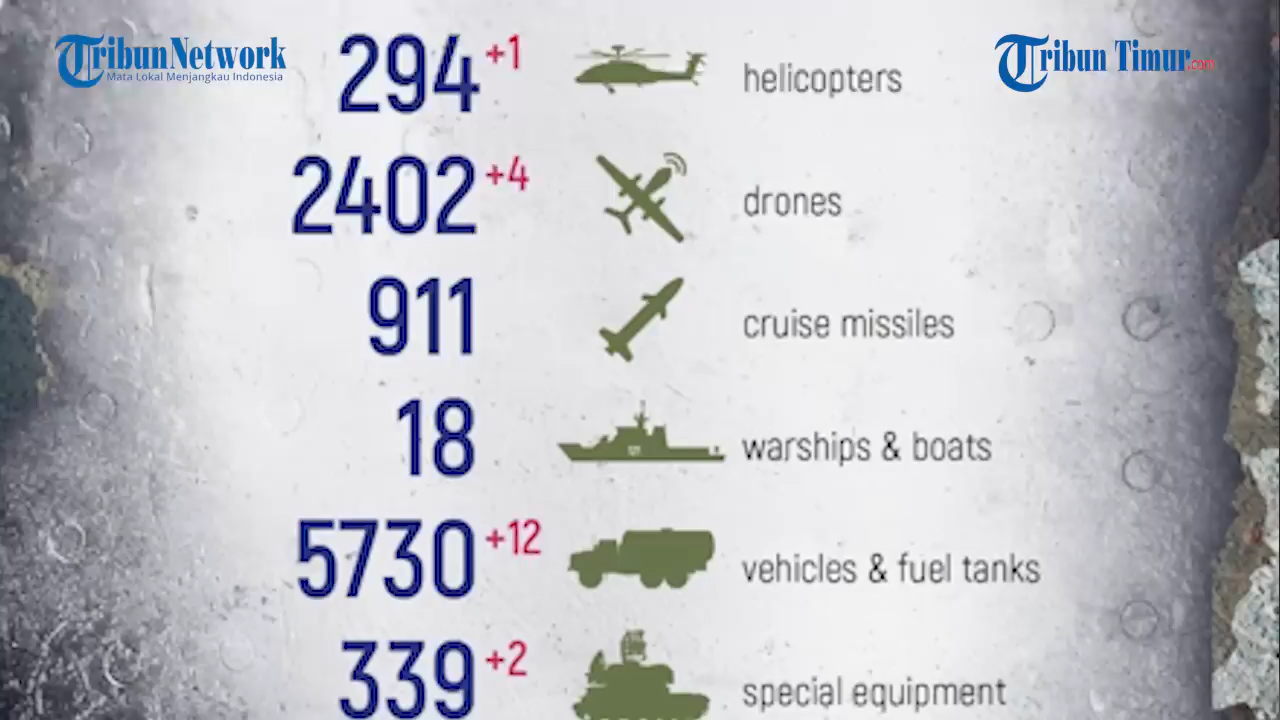 TribunNetwork
Mata Lokal Menjangkau Indonesia
Tribun Timur.com
294 +1 helicopters
2402 +4 drones
911 cruise missiles
18 warships & boats
5730 +12 vehicles & fuel tanks
339 +2 special equipment